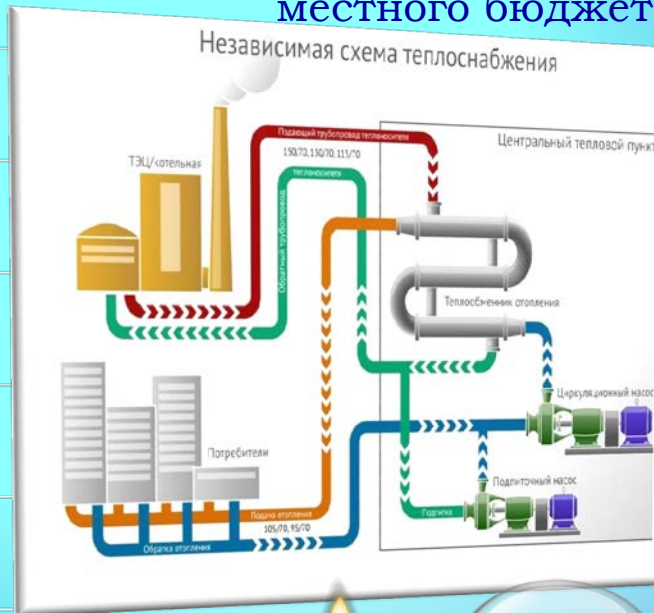 местного бюджет
Независимая схема теплоснабжения
Подающий трубопровод теплоносителя
150/70, 130/70, 115/70
Центральный тепловой пункт
ТЭЦ/котельная
теплоносителя
Обратный трубопровод
Теплообменник отопления
Циркуляционный насос
Потребители
Подпиточный насос
Подача отопления
Подпитка
105/70, 95/70
Обратка отопления